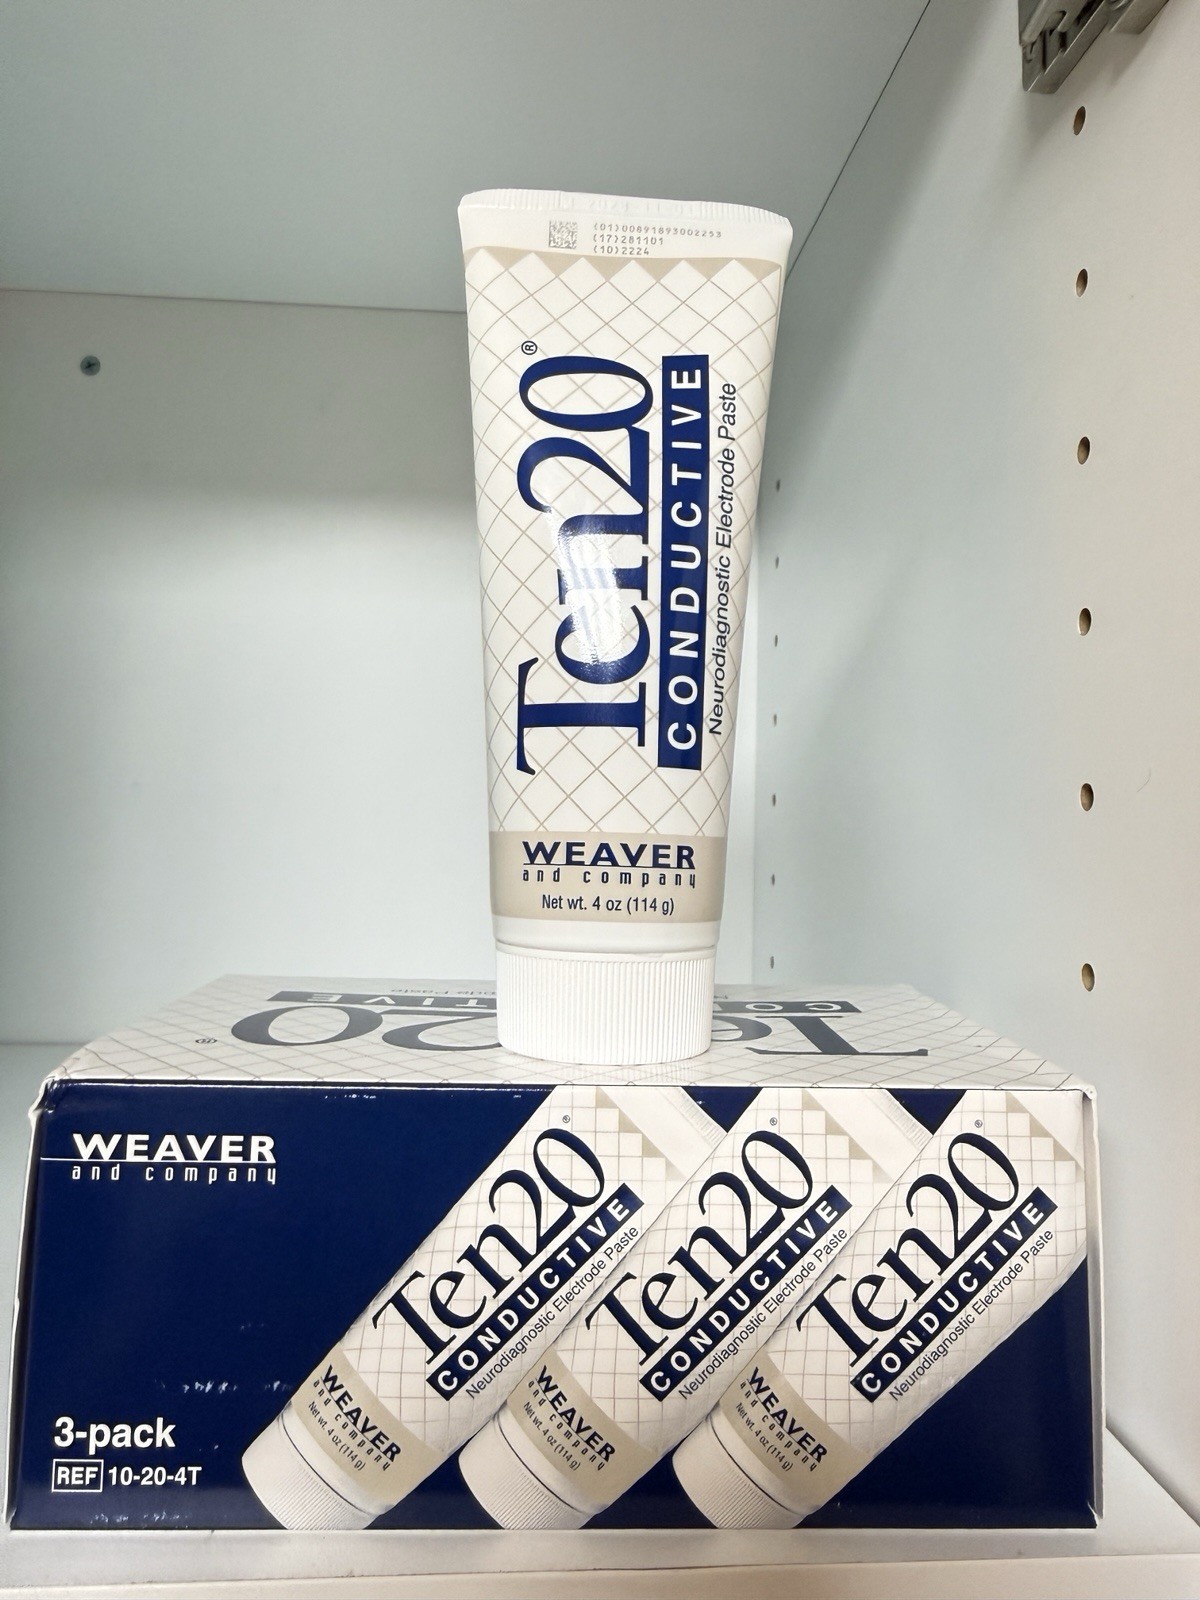 (01)00891893002253
(17)281101
(10)2224
Ten20®
CONDUCTIVE
Neurodiagnostic Electrode Paste
WEAVER
and company
Net wt. 4 oz (114 g)
Ten20®
WEAVER
and company
3-pack
REF 10-20-4T
Ten20®
CONDUCTIVE
Neurodiagnostic Electrode Paste
WEAVER
and company
Net wt. 4 oz (114 g)
Ten20®
CONDUCTIVE
Neurodiagnostic Electrode Paste
WEAVER
and company
Net wt. 4 oz (114 g)
Ten20®
CONDUCTIVE
Neurodiagnostic Electrode Paste
WEAVER
and company
Net wt. 4 oz (114 g)